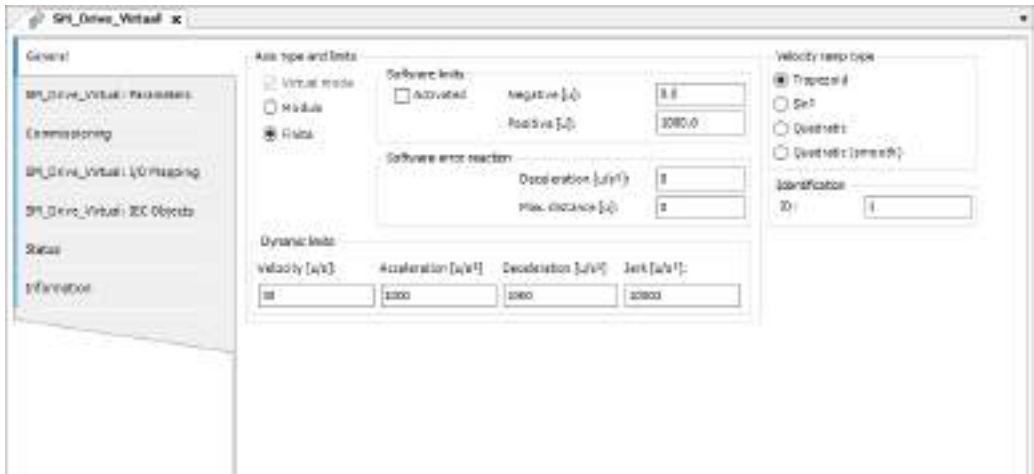 SM_Drive_Virtual
General
SM_Drive_Virtual: Parameters
Commissioning
SM_Drive_Virtual: I/O Mapping
SM_Drive_Virtual: IEC Objects
Status
Information
Axis type and limits
Virtual mode
Modulo
Finite
Software limits
Activated
Negative [u]:
0.0
Positive [u]:
1000.0
Software error reaction
Deceleration [u/s²]:
0
Max. distance [u]:
0
Dynamic limits
Velocity [u/s]: Acceleration [u/s²] Deceleration [u/s²] Jerk [u/s³]:
1000 1000 10000
Velocity ramp type
Trapezoid
Sin²
Quadratic
Quadratic (smooth)
Identification
ID: